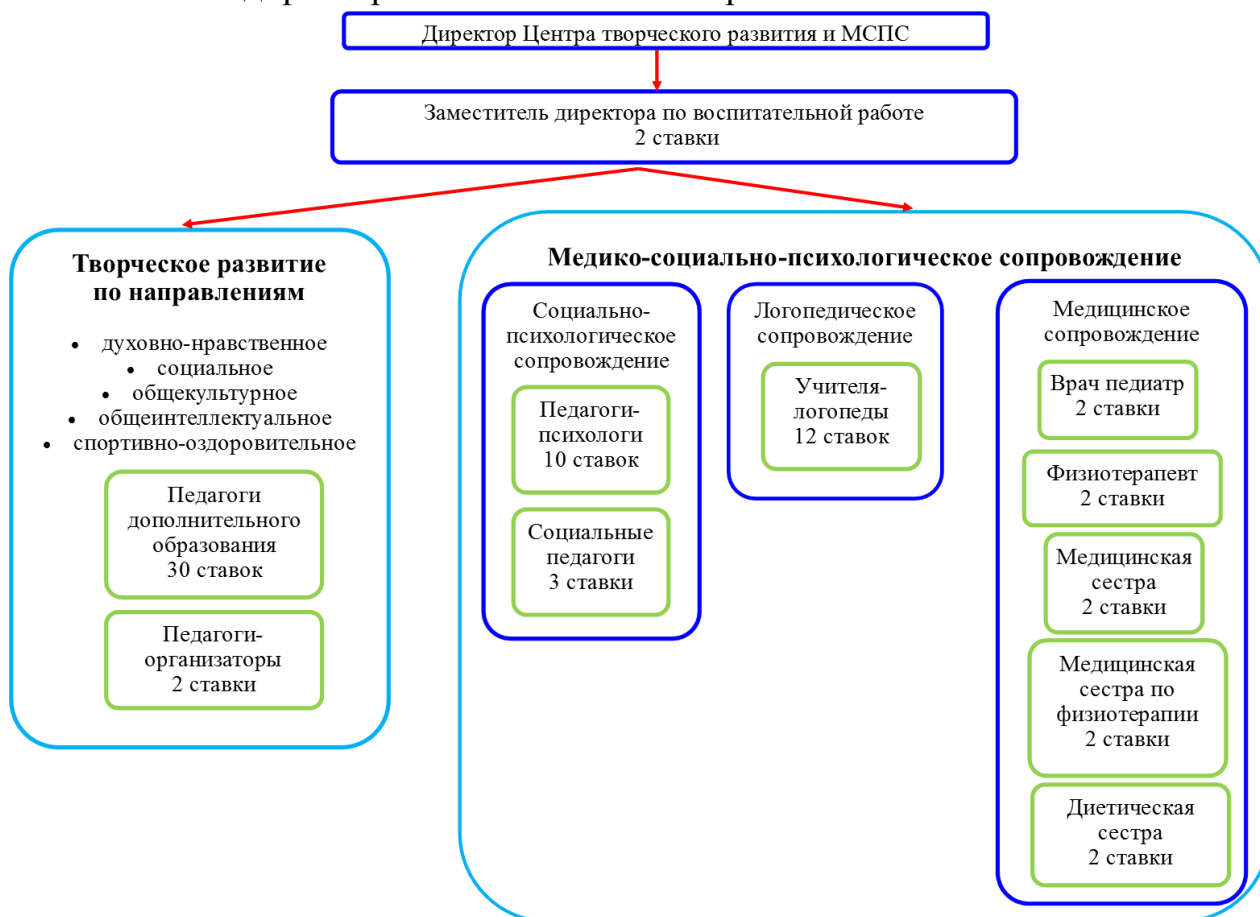 Директор Центра творческого развития и МСПС
Заместитель директора по воспитательной работе
2 ставки
Творческое развитие
по направлениям
• духовно-нравственное
• социальное
• общекультурное
• общеинтеллектуальное
• спортивно-оздоровительное
Педагоги
дополнительного
образования
30 ставок
Педагоги-
организаторы
2 ставки
Медико-социально-психологическое сопровождение
Социально-
психологическое
сопровождение
Педагоги-
психологи
10 ставок
Социальные
педагоги
3 ставки
Логопедическое
сопровождение
Учителя-
логопеды
12 ставок
Медицинское
сопровождение
Врач педиатр
2 ставки
Физиотерапевт
2 ставки
Медицинская
сестра
2 ставки
Медицинская
сестра по
физиотерапии
2 ставки
Диетическая
сестра
2 ставки